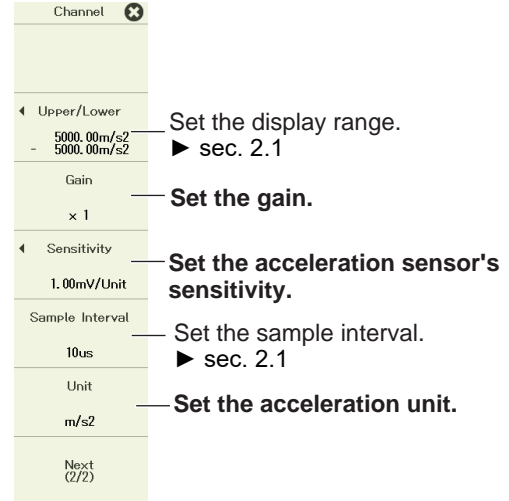 Channel
Upper/Lower
5000.00m/s2
- 5000.00m/s2
Set the display range.
► sec. 2.1
Gain
× 1
Set the gain.
Sensitivity
1.00mV/Unit
Set the acceleration sensor's
sensitivity.
Sample Interval
10us
Set the sample interval.
► sec. 2.1
Unit
m/s2
Set the acceleration unit.
Next
(2/2)